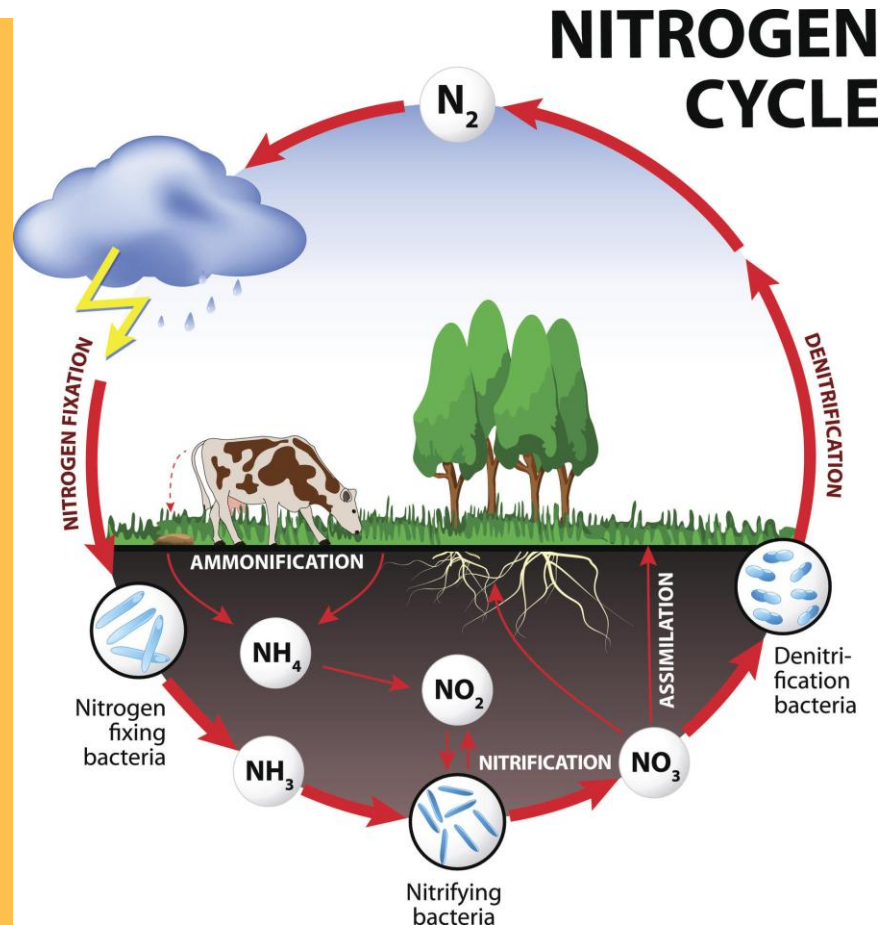 NITROGEN
CYCLE
N₂
NITROGEN FIXATION
DENITRIFICATION
AMMONIFICATION
NH₄
NO₂
ASSIMILATION
Nitrogen
fixing
bacteria
NH₃
NITRIFICATION
NO₃
Denitri-
fication
bacteria
Nitrifying
bacteria